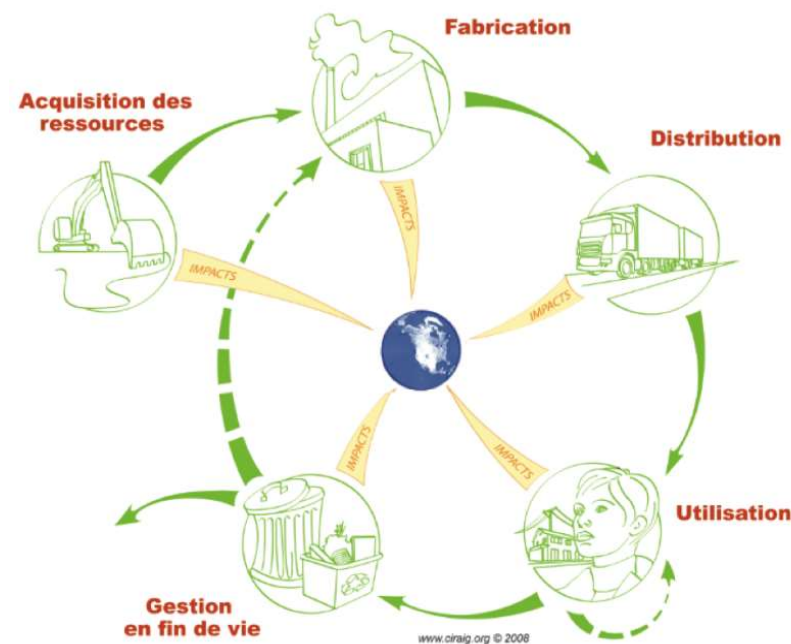 Fabrication
Acquisition des
ressources
Distribution
IMPACTS
IMPACTS
IMPACTS
IMPACTS
IMPACTS
Utilisation
Gestion
en fin de vie
www.ciraig.org © 2008